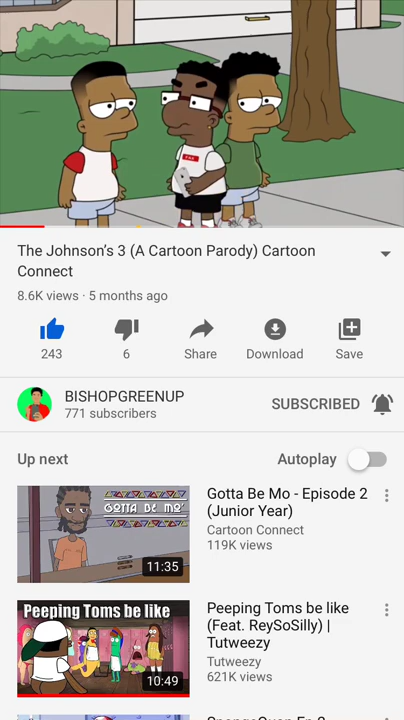 The Johnson's 3 (A Cartoon Parody) Cartoon
Connect
8.6K views · 5 months ago
243
6
Share
Download
Save
BISHOPGREENUP
771 subscribers
SUBSCRIBED
Up next
Autoplay
GOTTA BE MO'
11:35
Gotta Be Mo - Episode 2
(Junior Year)
Cartoon Connect
119K views
Peeping Toms be like
10:49
Peeping Toms be like
(Feat. ReySoSilly) |
Tutweezy
Tutweezy
621K views